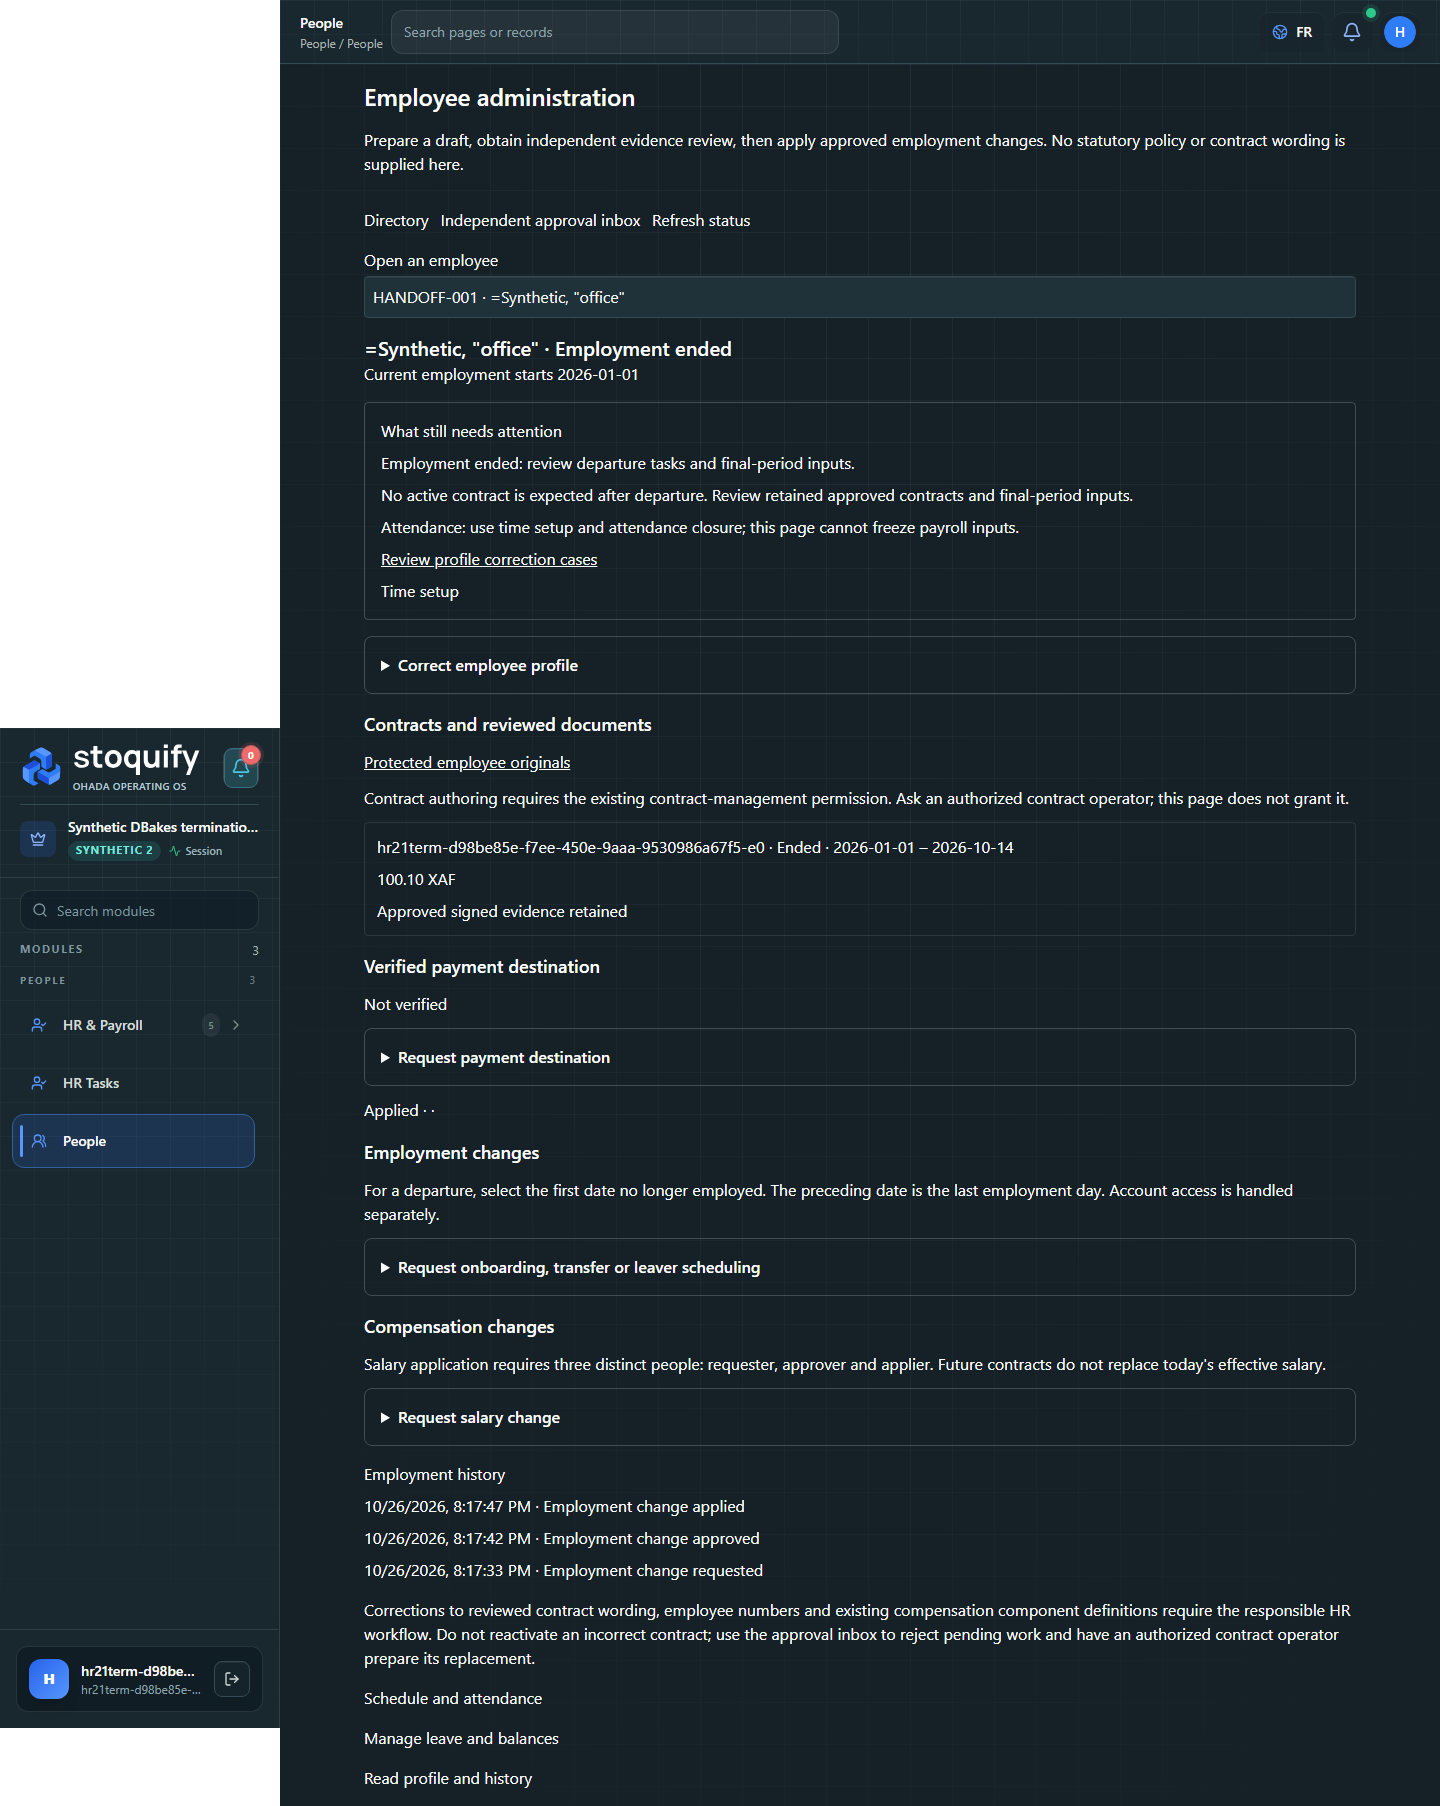 People
People / People
Search pages or records
FR
H
Employee administration
Prepare a draft, obtain independent evidence review, then apply approved employment changes. No statutory policy or contract wording is
supplied here.
Directory Independent approval inbox Refresh status
Open an employee
HANDOFF-001 · =Synthetic, "office"
=Synthetic, "office" · Employment ended
Current employment starts 2026-01-01
What still needs attention
Employment ended: review departure tasks and final-period inputs.
No active contract is expected after departure. Review retained approved contracts and final-period inputs.
Attendance: use time setup and attendance closure; this page cannot freeze payroll inputs.
Review profile correction cases
Time setup
Correct employee profile
Contracts and reviewed documents
Protected employee originals
Contract authoring requires the existing contract-management permission. Ask an authorized contract operator; this page does not grant it.
hr21term-d98be85e-f7ee-450e-9aaa-9530986a67f5-e0 · Ended · 2026-01-01 – 2026-10-14
100.10 XAF
Approved signed evidence retained
Verified payment destination
Not verified
Request payment destination
Applied · ·
Employment changes
For a departure, select the first date no longer employed. The preceding date is the last employment day. Account access is handled
separately.
Request onboarding, transfer or leaver scheduling
Compensation changes
Salary application requires three distinct people: requester, approver and applier. Future contracts do not replace today's effective salary.
Request salary change
Employment history
10/26/2026, 8:17:47 PM · Employment change applied
10/26/2026, 8:17:42 PM · Employment change approved
10/26/2026, 8:17:33 PM · Employment change requested
Corrections to reviewed contract wording, employee numbers and existing compensation component definitions require the responsible HR
workflow. Do not reactivate an incorrect contract; use the approval inbox to reject pending work and have an authorized contract operator
prepare its replacement.
Schedule and attendance
Manage leave and balances
Read profile and history
stoquify
OHADA OPERATING OS
0
Synthetic DBakes terminatio...
SYNTHETIC 2 Session
Search modules
MODULES 3
PEOPLE 3
HR & Payroll 5
HR Tasks
People
H
hr21term-d98be...
hr21term-d98be85e-...